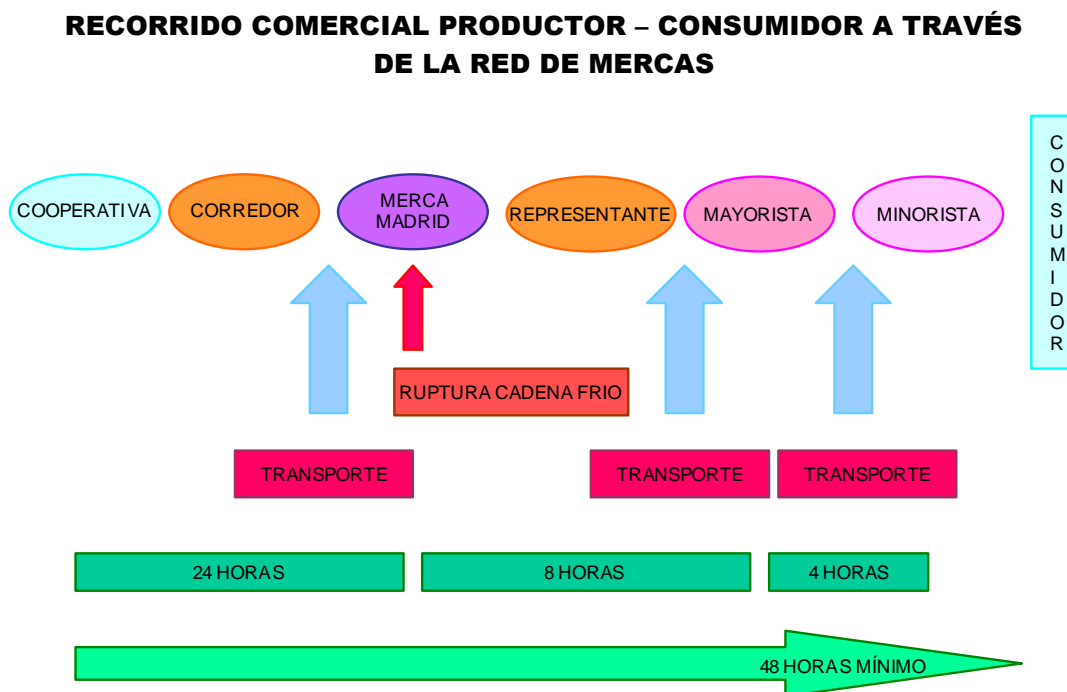 RECORRIDO COMERCIAL PRODUCTOR – CONSUMIDOR A TRAVÉS
DE LA RED DE MERCAS
COOPERATIVA
CORREDOR
MERCA
MADRID
REPRESENTANTE
MAYORISTA
MINORISTA
CONSUMIDOR
RUPTURA CADENA FRIO
TRANSPORTE
TRANSPORTE
TRANSPORTE
24 HORAS
8 HORAS
4 HORAS
48 HORAS MÍNIMO